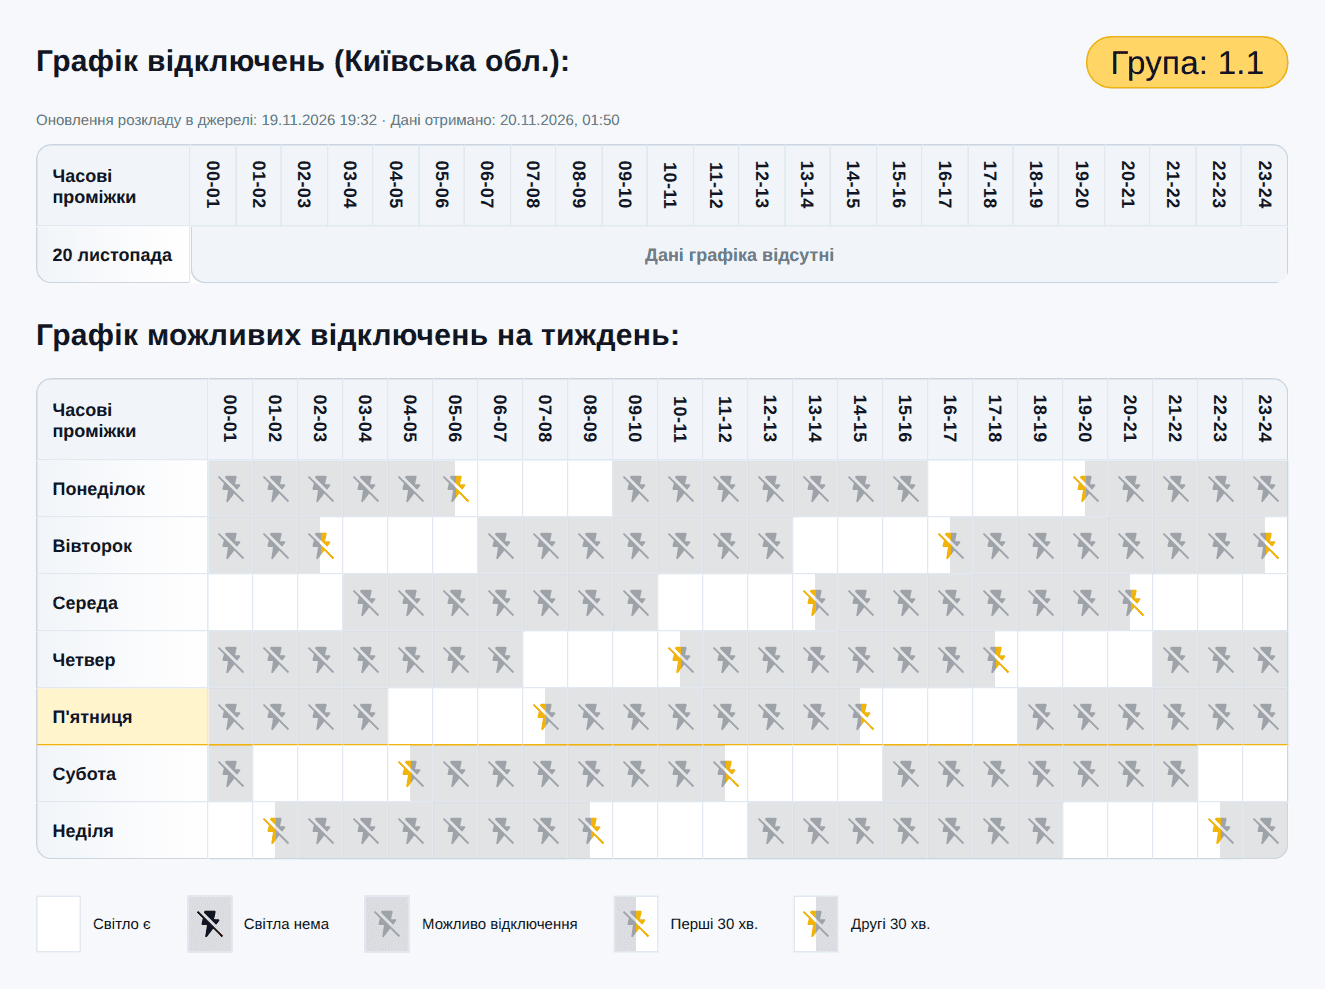 Графік відключень (Київська обл.):
Група: 1.1
Оновлення розкладу в джерелі: 19.11.2026 19:32 · Дані отримано: 20.11.2026, 01:50
Часові проміжки 00-01 01-02 02-03 03-04 04-05 05-06 06-07 07-08 08-09 09-10 10-11 11-12 12-13 13-14 14-15 15-16 16-17 17-18 18-19 19-20 20-21 21-22 22-23 23-24
20 листопада Дані графіка відсутні
Графік можливих відключень на тиждень:
Часові проміжки 00-01 01-02 02-03 03-04 04-05 05-06 06-07 07-08 08-09 09-10 10-11 11-12 12-13 13-14 14-15 15-16 16-17 17-18 18-19 19-20 20-21 21-22 22-23 23-24
Понеділок
Вівторок
Середа
Четвер
П'ятниця
Субота
Неділя
Світло є Світла нема Можливо відключення Перші 30 хв. Другі 30 хв.